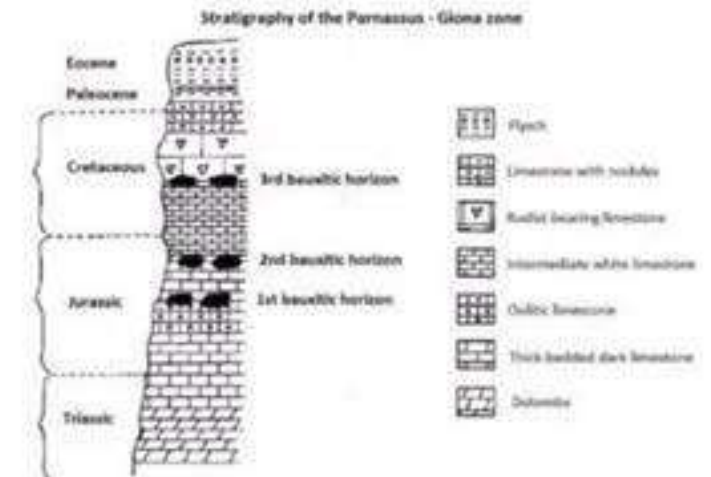 Stratigraphy of the Parnassus - Giona zone
Eocene
Paleocene
Cretaceous
3rd bauxitic horizon
2nd bauxitic horizon
Jurassic
1st bauxitic horizon
Triassic
Flysch
Limestone with nodules
Rudist bearing limestone
Intermediate white limestone
Oolitic limestone
Thick bedded dark limestone
Dolomite